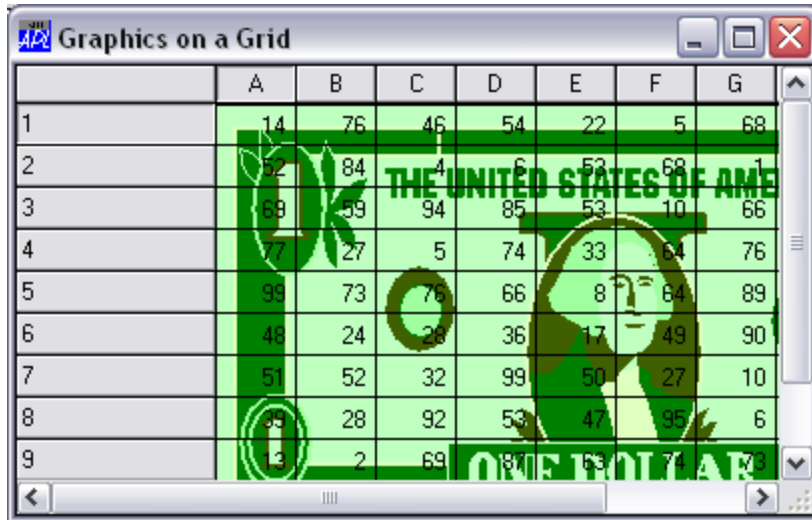 APL Graphics on a Grid
A B C D E F G
1 14 76 46 54 22 5 68
2 52 84 4 6 53 68 1
THE UNITED STATES OF AME
3 69 59 94 85 53 10 66
4 77 27 5 74 33 64 76
5 99 73 76 66 8 64 89
6 48 24 28 36 17 49 90
7 51 52 32 99 50 27 10
8 39 28 92 53 47 95 6
9 13 2 69 87 63 74 73
1
1
ONE DOLLAR